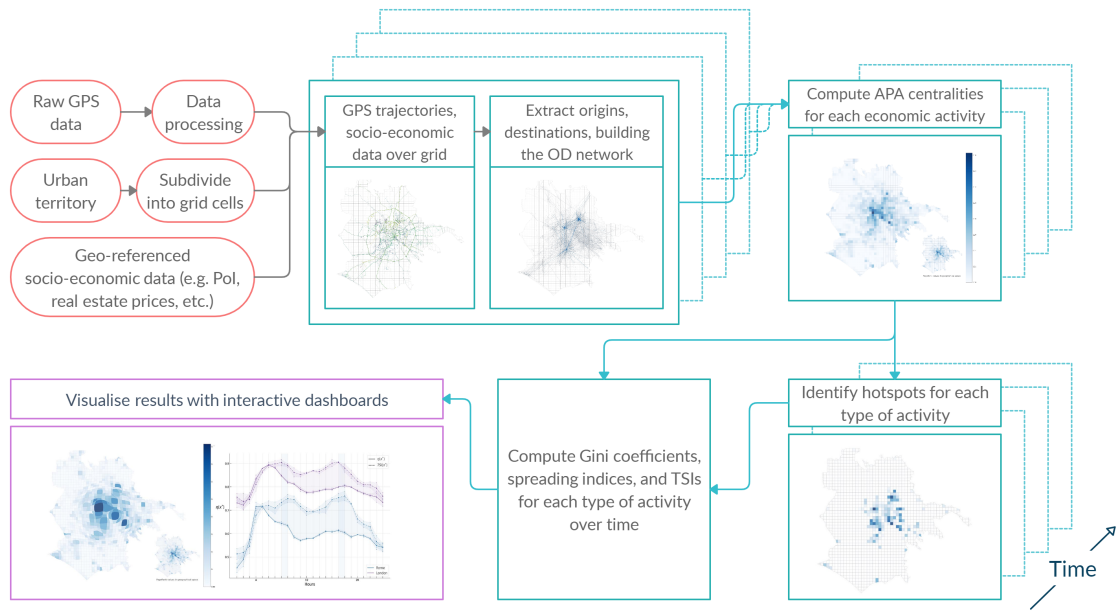 Raw GPS
data
Data
processing
Urban
territory
Subdivide
into grid cells
Geo-referenced
socio-economic data (e.g. PoI,
real estate prices, etc.)
GPS trajectories,
socio-economic
data over grid
Extract origins,
destinations, building
the OD network
Compute APA centralities
for each economic activity
Identify hotspots for each
type of activity
Compute Gini coefficients,
spreading indices, and TSIs
for each type of activity
over time
Visualise results with interactive dashboards
Hours
Rome
London
Time